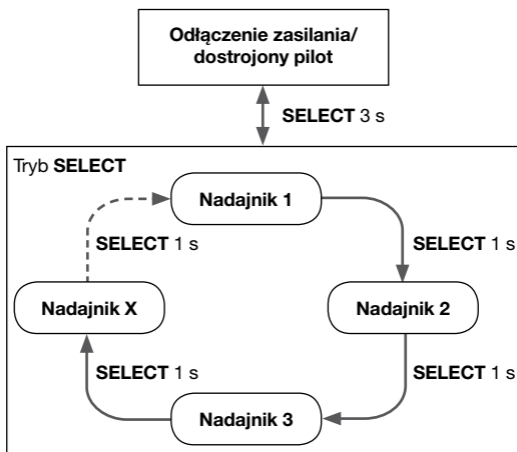 Odłączenie zasilania/
dostrojony pilot
SELECT 3 s
Tryb SELECT
Nadajnik 1
SELECT 1 s
SELECT 1 s
Nadajnik X
Nadajnik 2
SELECT 1 s
SELECT 1 s
Nadajnik 3